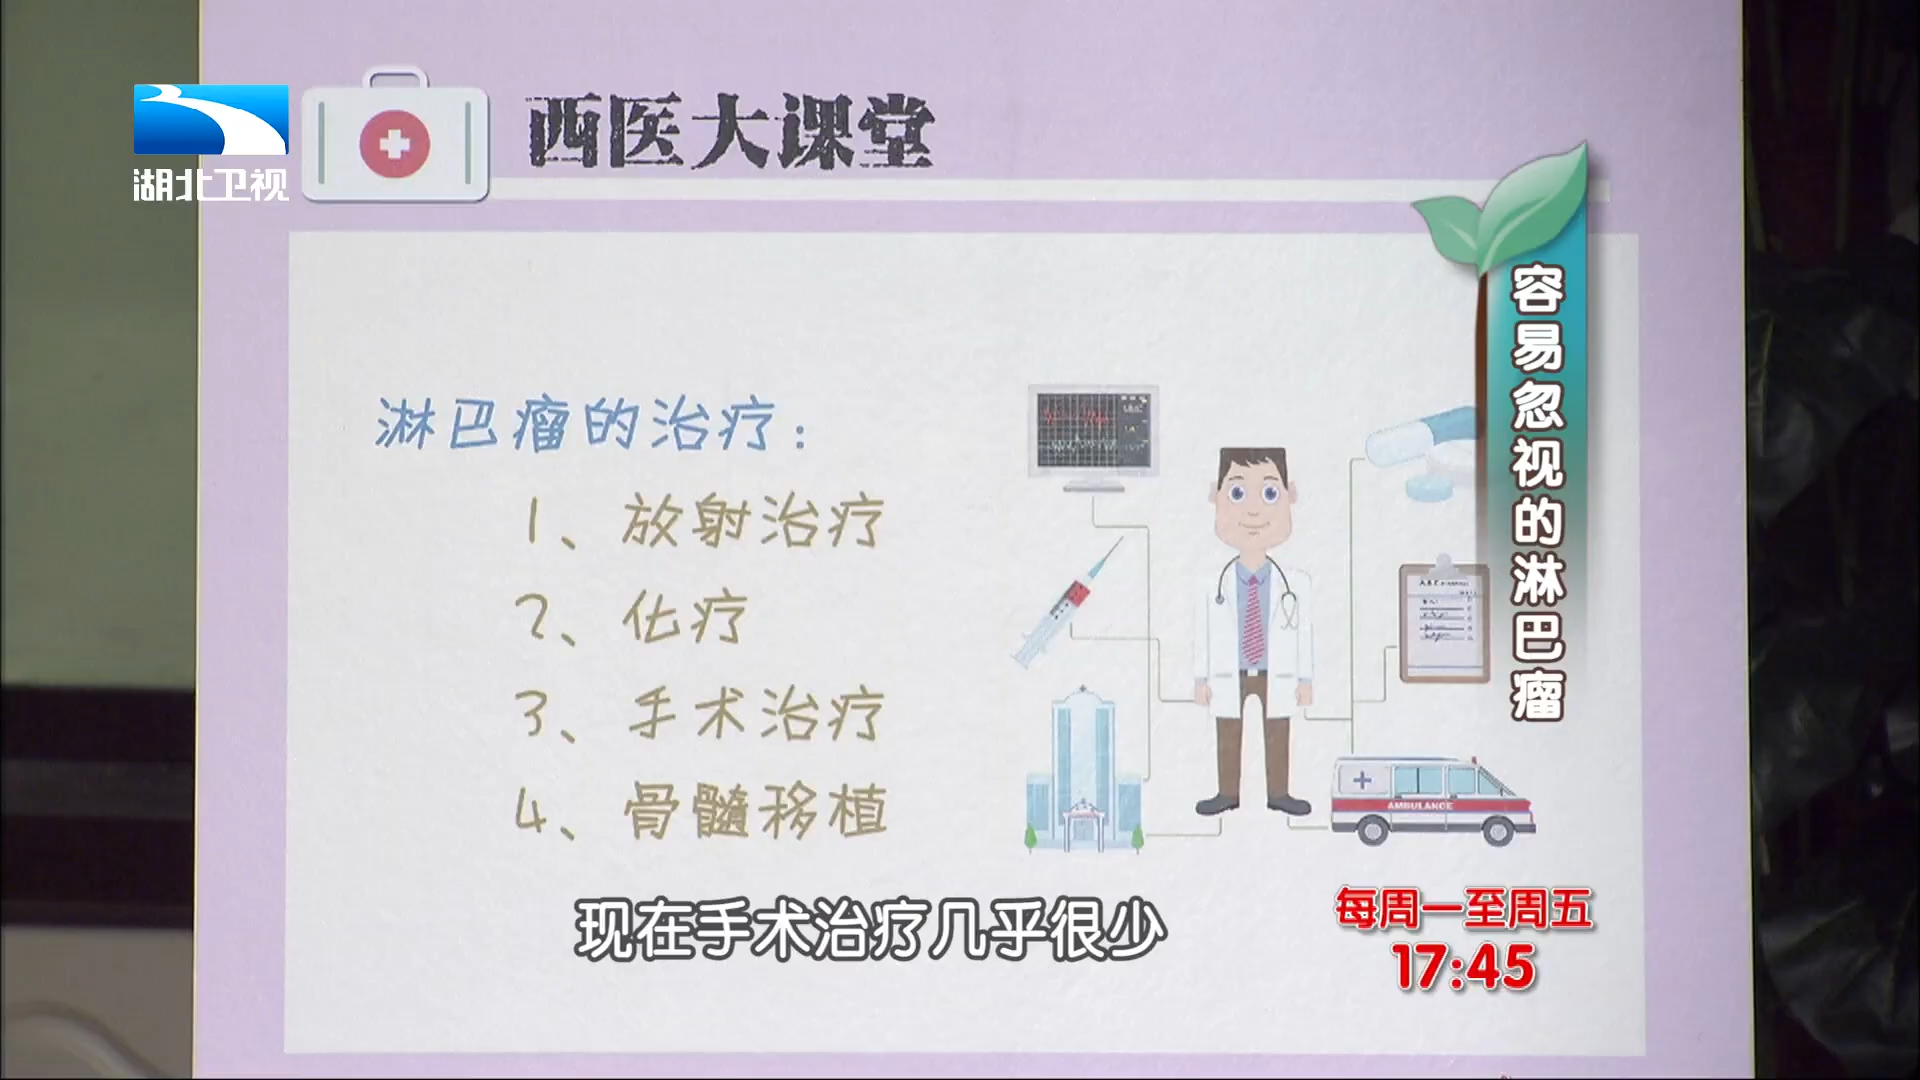 湖北卫视
西医大课堂
容易忽视的淋巴瘤
淋巴瘤的治疗：
1、放射治疗
2、化疗
3、手术治疗
4、骨髓移植
AMBULANCE
现在手术治疗几乎很少
每周一至周五
17:45